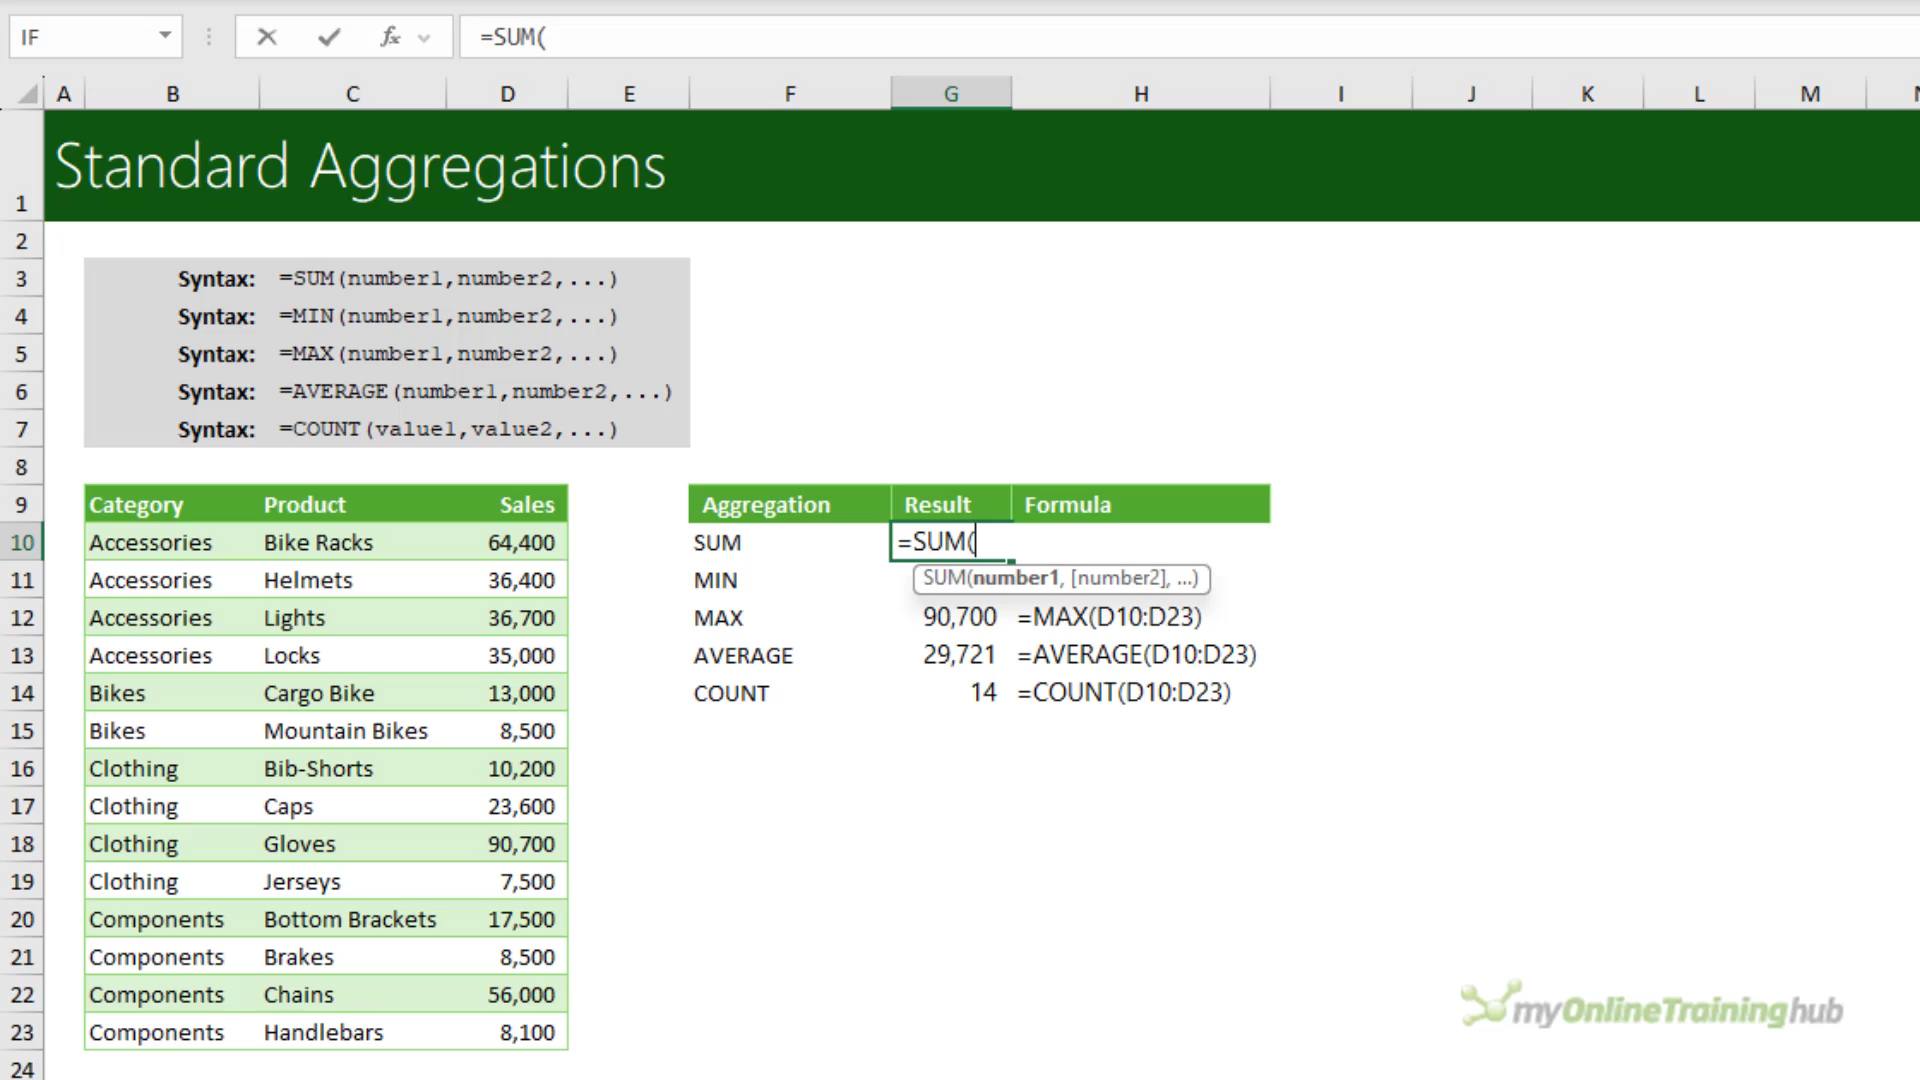 IF
fx
=SUM(
A B C D E F G H I J K L M
1 Standard Aggregations
2
3 Syntax: =SUM(number1,number2,...)
4 Syntax: =MIN(number1,number2,...)
5 Syntax: =MAX(number1,number2,...)
6 Syntax: =AVERAGE(number1,number2,...)
7 Syntax: =COUNT(value1,value2,...)
8
9 Category Product Sales Aggregation Result Formula
10 Accessories Bike Racks 64,400 SUM =SUM(
11 Accessories Helmets 36,400 MIN SUM(number1, [number2], ...)
12 Accessories Lights 36,700 MAX 90,700 =MAX(D10:D23)
13 Accessories Locks 35,000 AVERAGE 29,721 =AVERAGE(D10:D23)
14 Bikes Cargo Bike 13,000 COUNT 14 =COUNT(D10:D23)
15 Bikes Mountain Bikes 8,500
16 Clothing Bib-Shorts 10,200
17 Clothing Caps 23,600
18 Clothing Gloves 90,700
19 Clothing Jerseys 7,500
20 Components Bottom Brackets 17,500
21 Components Brakes 8,500
22 Components Chains 56,000
23 Components Handlebars 8,100
24
myOnlineTraininghub